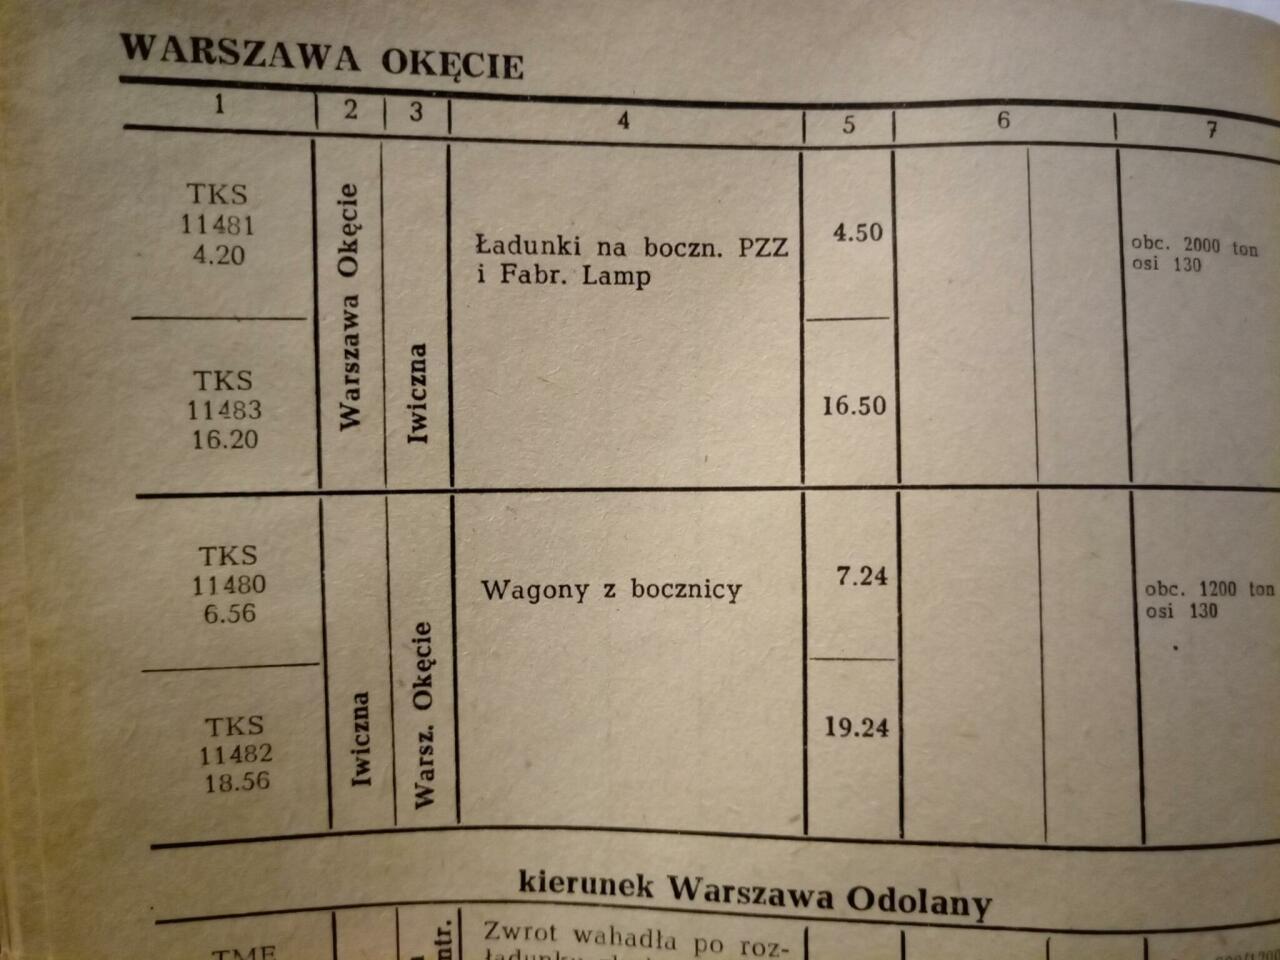 WARSZAWA OKĘCIE
1 2 3 4 5 6 7
TKS
11481
4.20
Warszawa Okęcie
Iwiczna
Ładunki na boczn. PZZ
i Fabr. Lamp
4.50
obc. 2000 ton
osi 130
TKS
11483
16.20
16.50
TKS
11480
6.56
Iwiczna
Warsz. Okęcie
Wagony z bocznicy
7.24
obc. 1200 ton
osi 130
TKS
11482
18.56
19.24
kierunek Warszawa Odolany
TME
ntr.
Zwrot wahadła po roz-